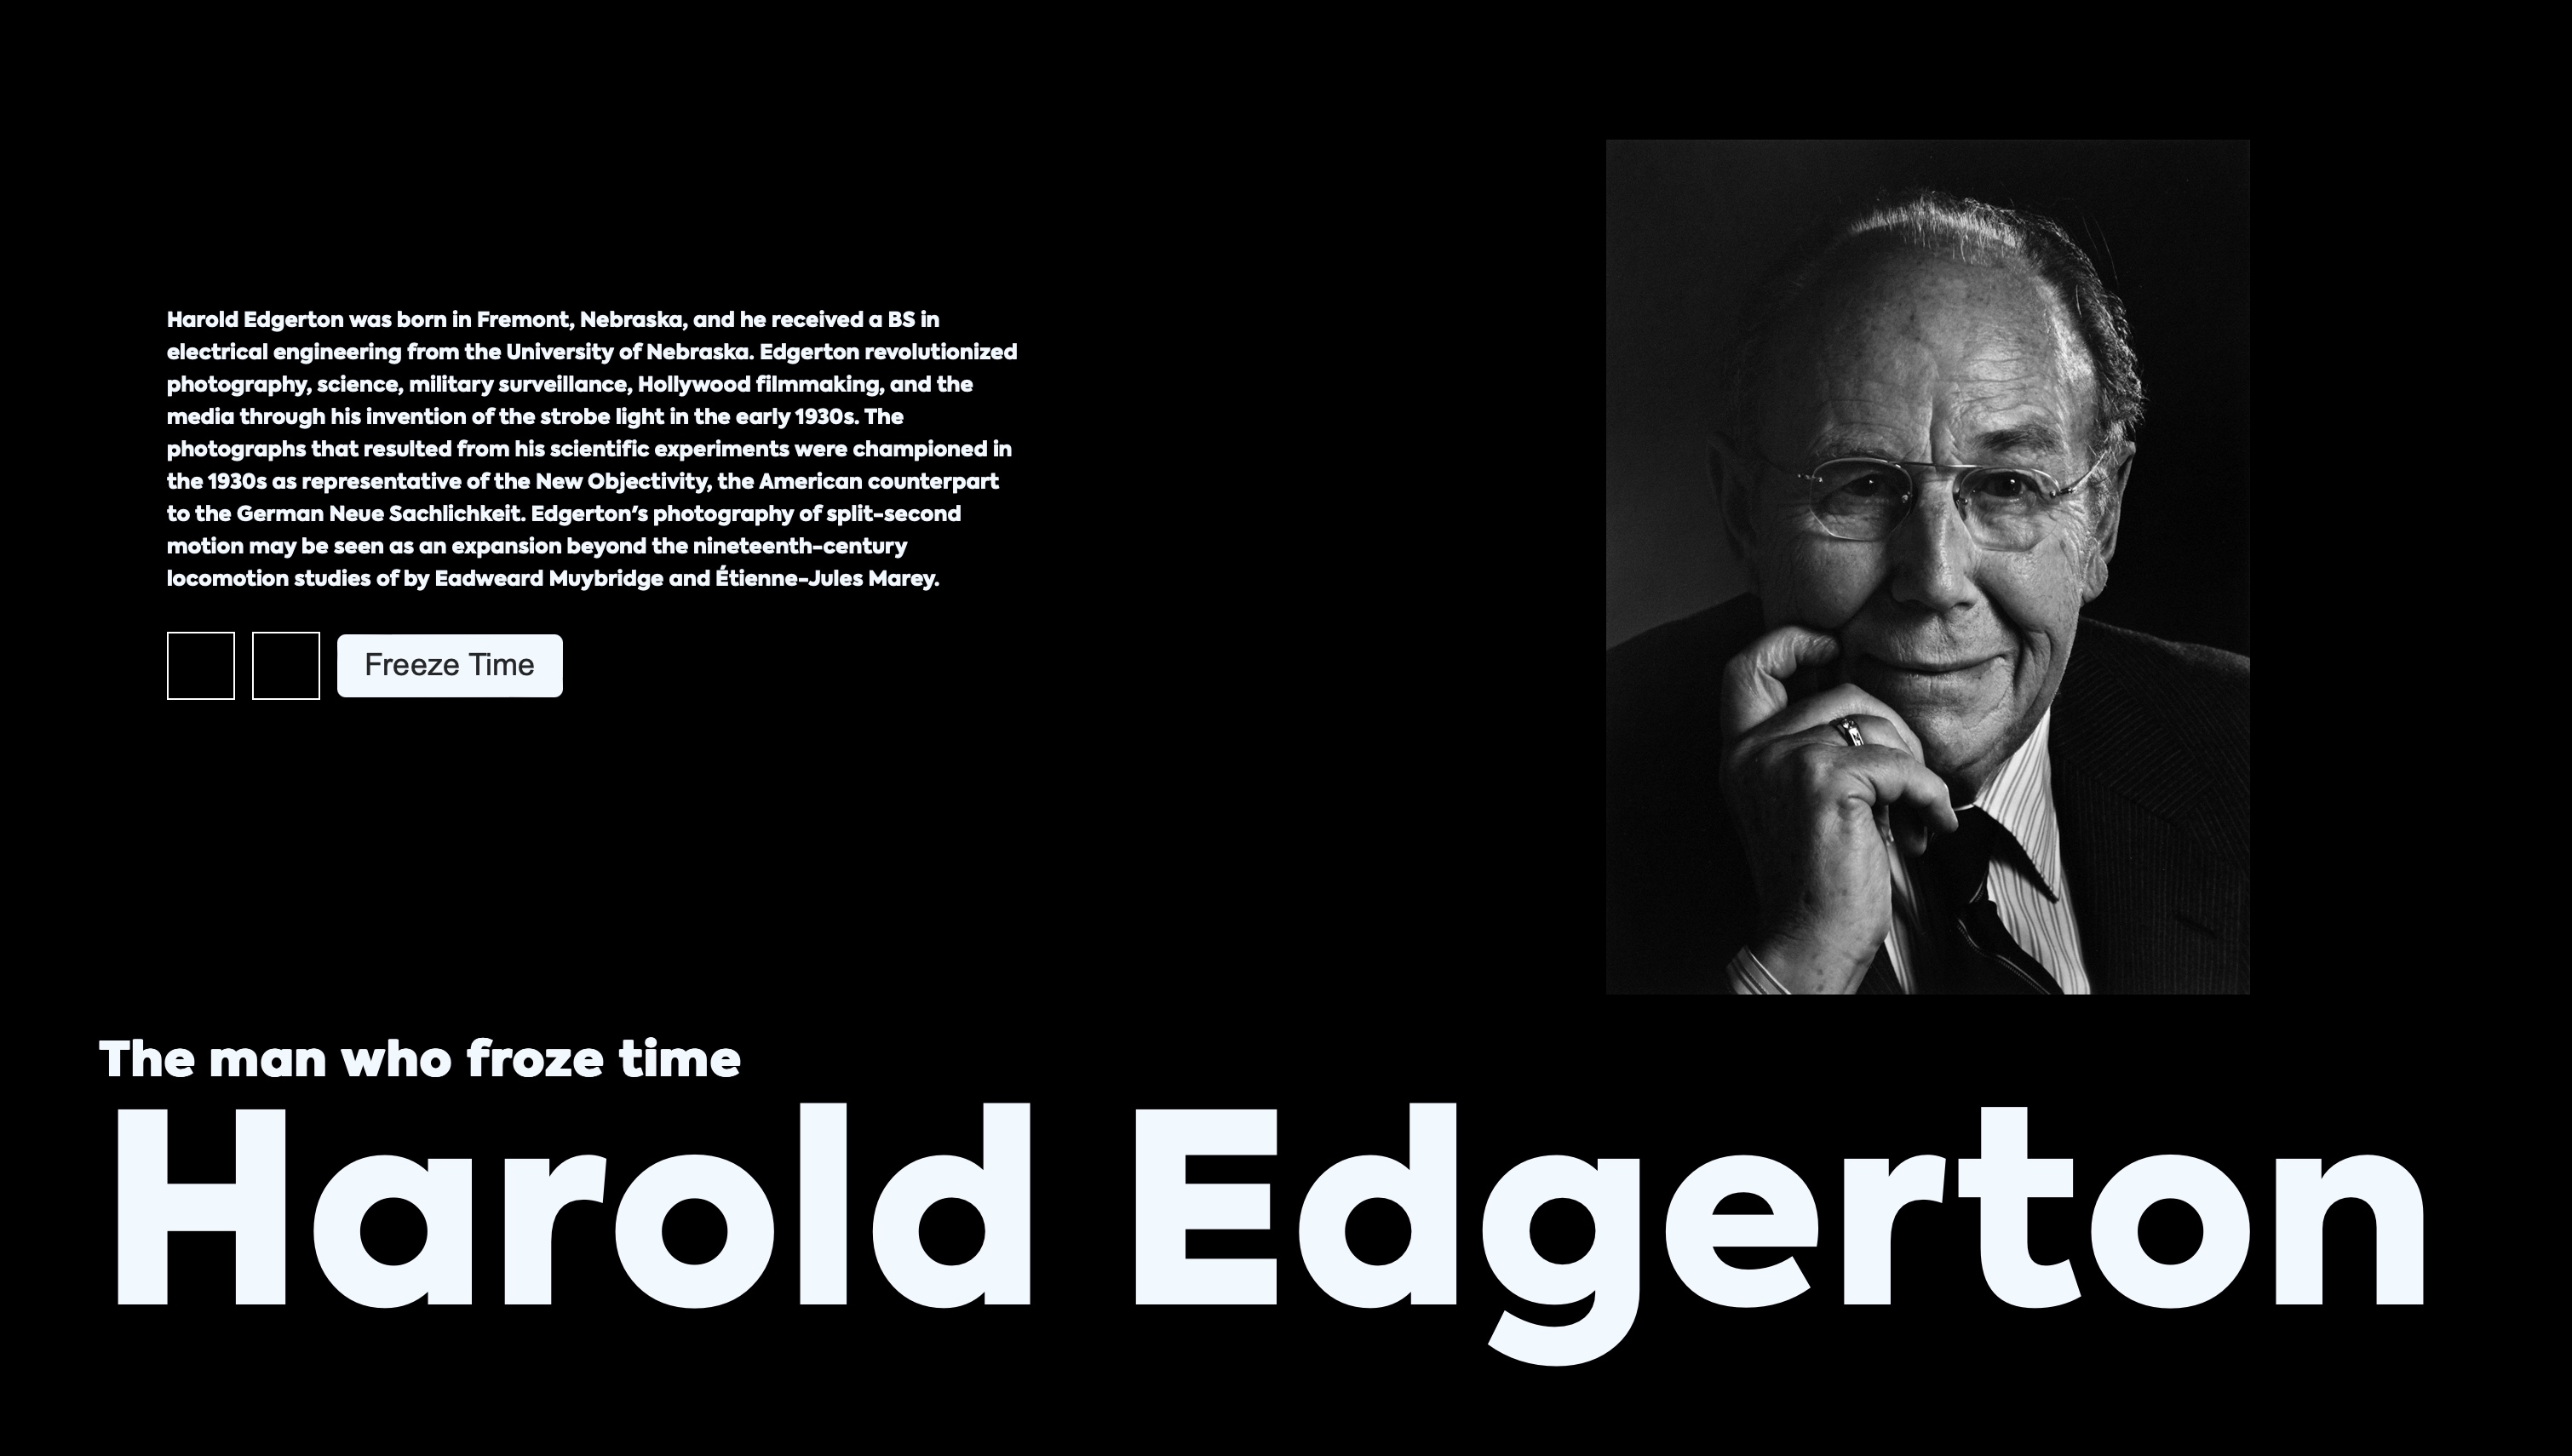 Harold Edgerton was born in Fremont, Nebraska, and he received a BS in
electrical engineering from the University of Nebraska. Edgerton revolutionized
photography, science, military surveillance, Hollywood filmmaking, and the
media through his invention of the strobe light in the early 1930s. The
photographs that resulted from his scientific experiments were championed in
the 1930s as representative of the New Objectivity, the American counterpart
to the German Neue Sachlichkeit. Edgerton's photography of split-second
motion may be seen as an expansion beyond the nineteenth-century
locomotion studies of by Eadweard Muybridge and Étienne-Jules Marey.
Freeze Time
The man who froze time
Harold Edgerton